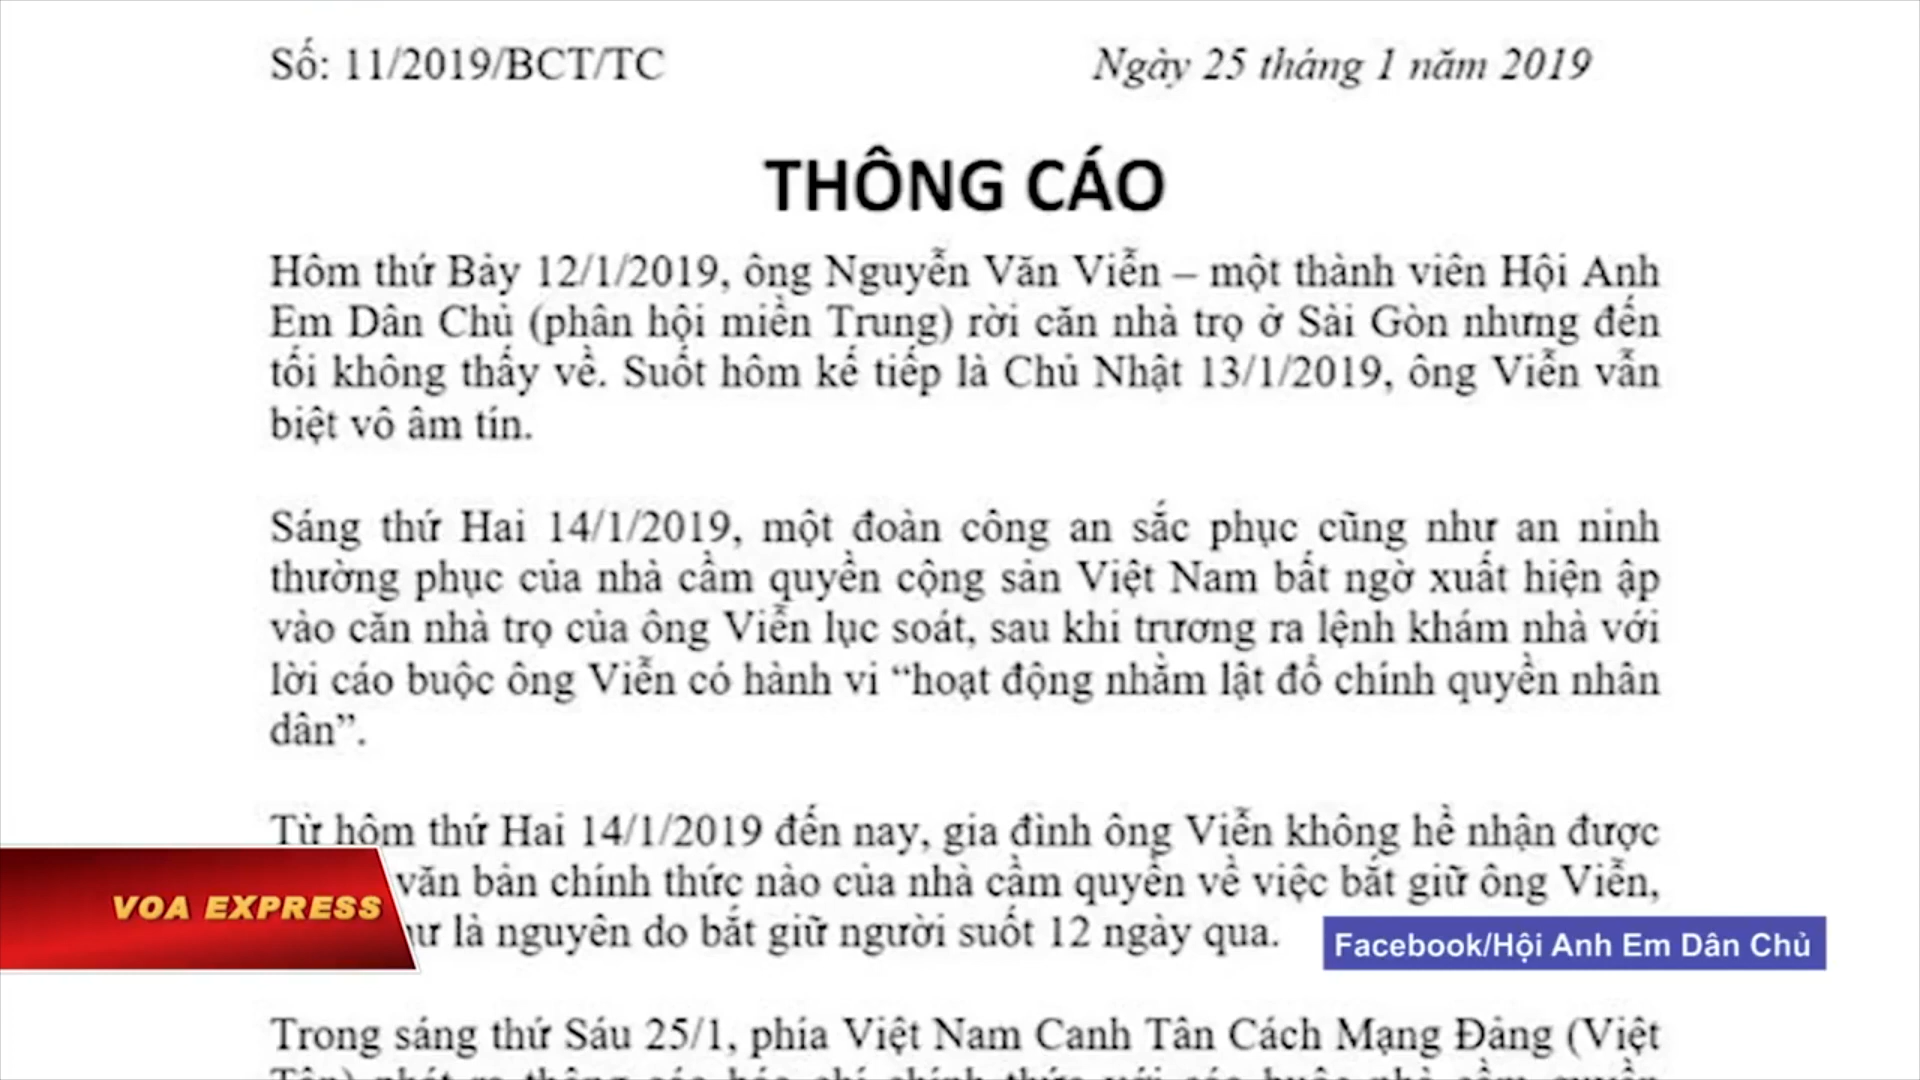 Số: 11/2019/BCT/TC
Ngày 25 tháng 1 năm 2019
THÔNG CÁO
Hôm thứ Bảy 12/1/2019, ông Nguyễn Văn Viễn – một thành viên Hội Anh
Em Dân Chủ (phân hội miền Trung) rời căn nhà trọ ở Sài Gòn nhưng đến
tối không thấy về. Suốt hôm kế tiếp là Chủ Nhật 13/1/2019, ông Viễn vẫn
biệt vô âm tín.
Sáng thứ Hai 14/1/2019, một đoàn công an sắc phục cũng như an ninh
thường phục của nhà cầm quyền cộng sản Việt Nam bất ngờ xuất hiện ập
vào căn nhà trọ của ông Viễn lục soát, sau khi trương ra lệnh khám nhà với
lời cáo buộc ông Viễn có hành vi “hoạt động nhằm lật đổ chính quyền nhân
dân”.
Từ hôm thứ Hai 14/1/2019 đến nay, gia đình ông Viễn không hề nhận được
văn bản chính thức nào của nhà cầm quyền về việc bắt giữ ông Viễn,
là nguyên do bắt giữ người suốt 12 ngày qua.
VOA EXPRESS
Facebook/Hội Anh Em Dân Chủ
Trong sáng thứ Sáu 25/1, phía Việt Nam Canh Tân Cách Mạng Đảng (Việt